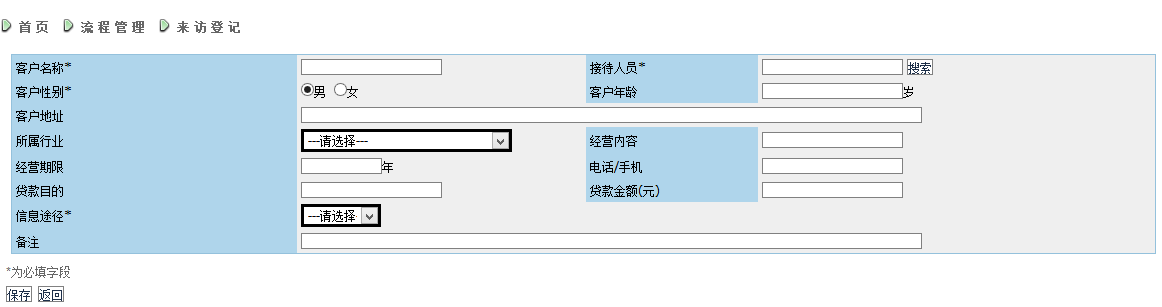 首页 流程管理 来访登记
客户名称* 接待人员* 搜索
客户性别* 男 女 客户年龄 岁
客户地址
所属行业 ---请选择--- 经营内容
经营期限 年 电话/手机
贷款目的 贷款金额(元)
信息途径* ---请选择-
备注
*为必填字段
保存 返回